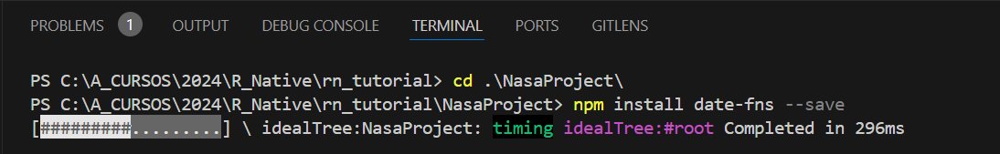 PROBLEMS 1 OUTPUT DEBUG CONSOLE TERMINAL PORTS GITLENS
PS C:\A_CURSOS\2024\R_Native\rn_tutorial> cd .\NasaProject\
PS C:\A_CURSOS\2024\R_Native\rn_tutorial\NasaProject> npm install date-fns --save
[#########.........] \ idealTree:NasaProject: timing idealTree:#root Completed in 296ms